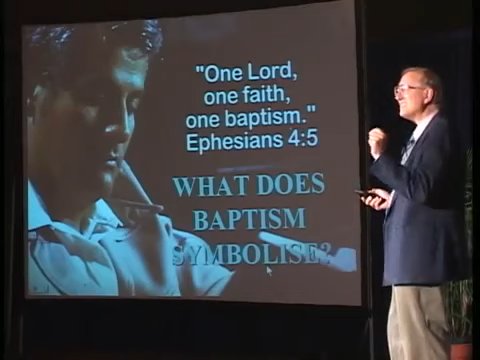 "One Lord,
one faith,
one baptism."
Ephesians 4:5
WHAT DOES
BAPTISM
SYMBOLISE?